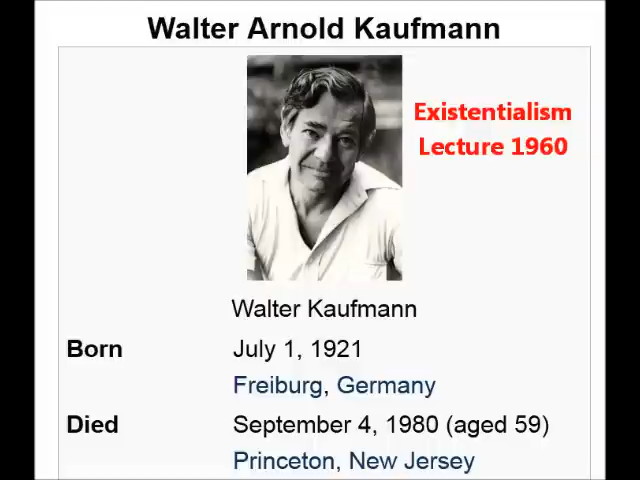 Walter Arnold Kaufmann
Existentialism
Lecture 1960
Walter Kaufmann
Born July 1, 1921
Freiburg, Germany
Died September 4, 1980 (aged 59)
Princeton, New Jersey